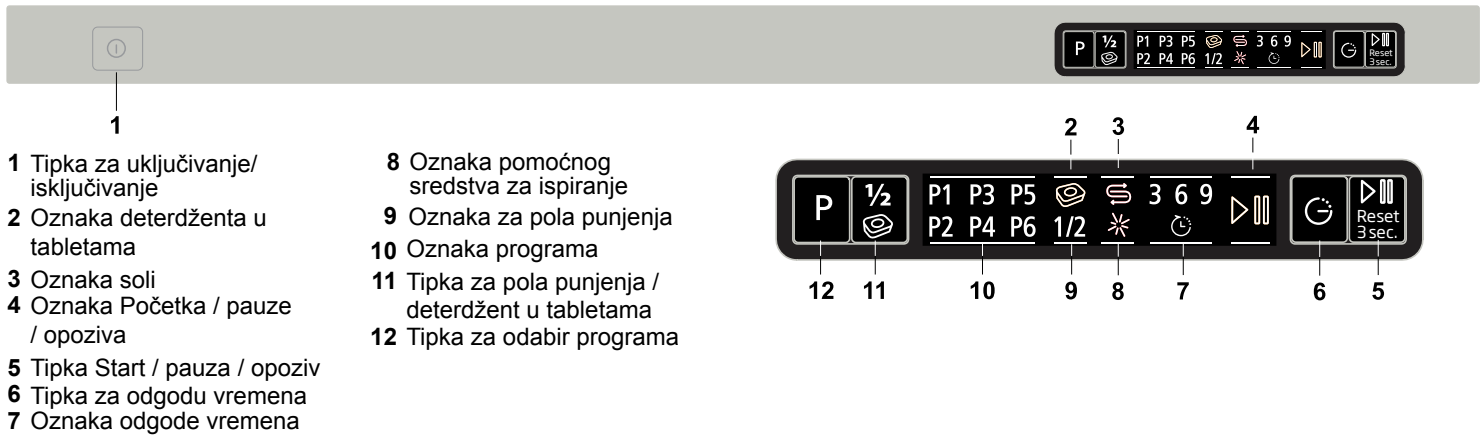 P ½ P1 P3 P5 3 6 9 Reset
P2 P4 P6 1/2 3sec.
1
1 Tipka za uključivanje/
isključivanje
2 Oznaka deterdženta u
tabletama
3 Oznaka soli
4 Oznaka Početka / pauze
/ opoziva
5 Tipka Start / pauza / opoziv
6 Tipka za odgodu vremena
7 Oznaka odgode vremena
8 Oznaka pomoćnog
sredstva za ispiranje
9 Oznaka za pola punjenja
10 Oznaka programa
11 Tipka za pola punjenja /
deterdžent u tabletama
12 Tipka za odabir programa
2 3 4
P ½ P1 P3 P5 3 6 9 Reset
P2 P4 P6 1/2 3sec.
12 11 10 9 8 7 6 5